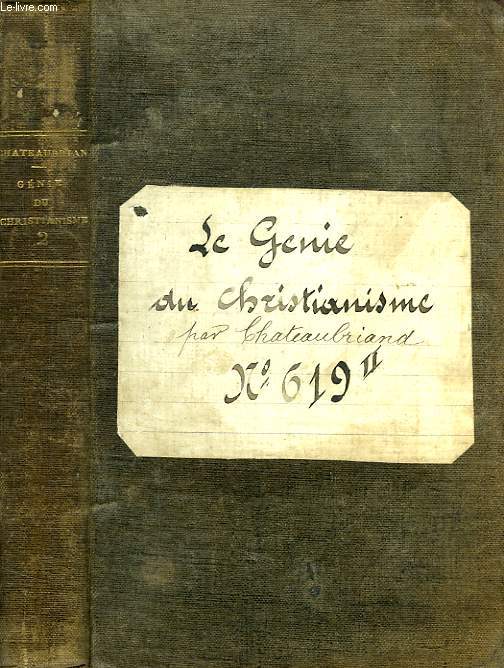 Le-livre.com
CHATEAUBRIAN
GÉNIE
DU
CHRISTIANISME
2
Le Genie
du Christianisme
par Chateaubriand
Nº 619 II